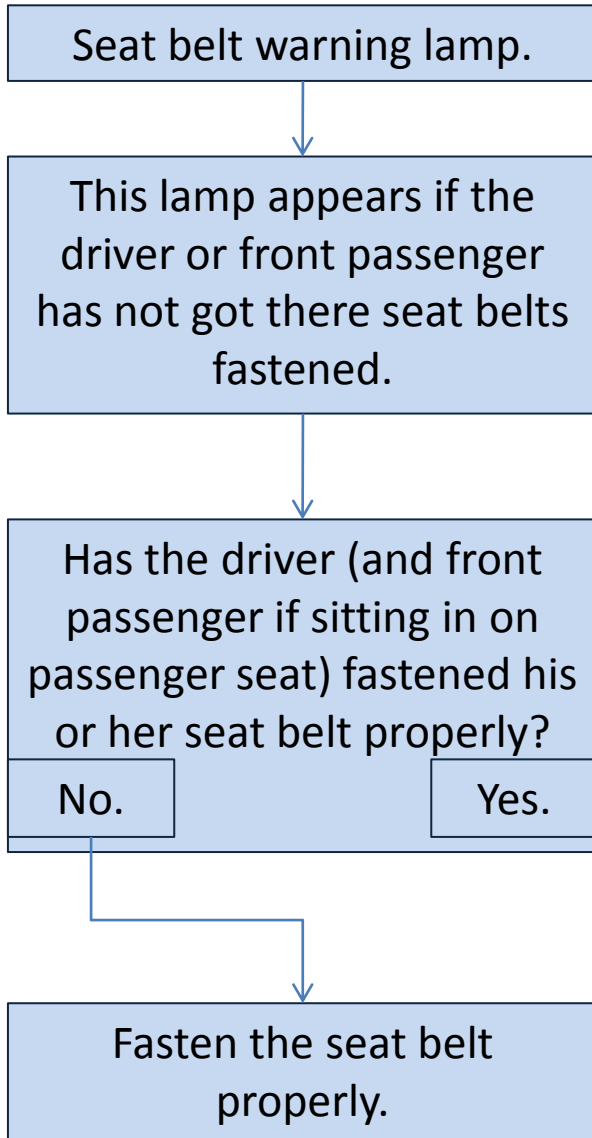 Seat belt warning lamp.
This lamp appears if the
driver or front passenger
has not got there seat belts
fastened.
Has the driver (and front
passenger if sitting in on
passenger seat) fastened his
or her seat belt properly?
No.
Yes.
Fasten the seat belt
properly.